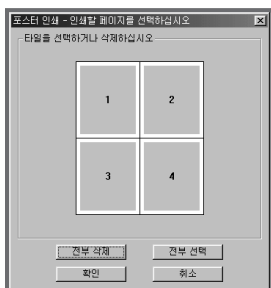 포스터 인쇄 - 인쇄할 페이지를 선택하십시오
타일을 선택하거나 삭제하십시오
1 2
3 4
전부 삭제 전부 선택
확인 취소